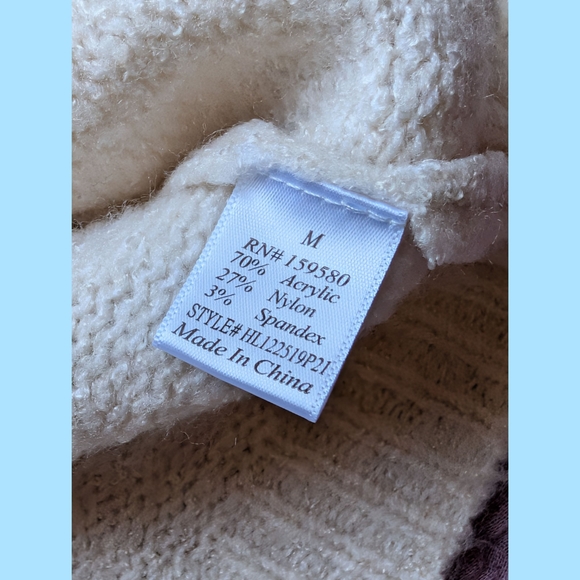 M
RN# 159580
70% Acrylic
27% Nylon
3% Spandex
STYLE# HL122519P21
Made In China